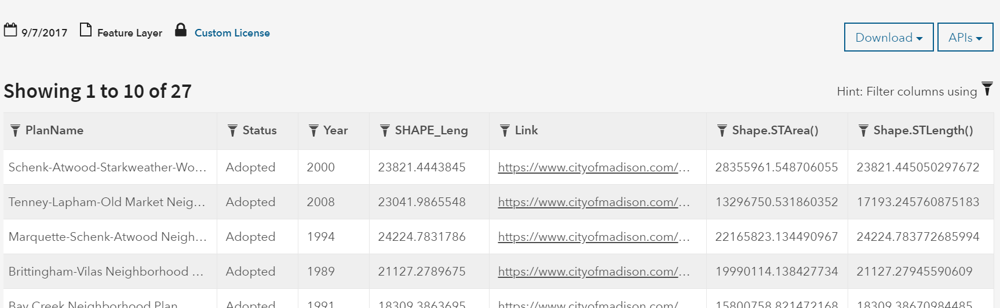 9/7/2017 Feature Layer Custom License Download APIs
Showing 1 to 10 of 27 Hint: Filter columns using
PlanName Status Year SHAPE_Leng Link Shape.STArea() Shape.STLength()
Schenk-Atwood-Starkweather-Wo... Adopted 2000 23821.4443845 https://www.cityofmadison.com/... 28355961.548706055 23821.445050297672
Tenney-Lapham-Old Market Neig... Adopted 2008 23041.9865548 https://www.cityofmadison.com/... 13296750.531860352 17193.245760875183
Marquette-Schenk-Atwood Neigh... Adopted 1994 24224.7831786 https://www.cityofmadison.com/... 22165823.134490967 24224.783772685994
Brittingham-Vilas Neighborhood ... Adopted 1989 21127.2789675 https://www.cityofmadison.com/... 19990114.138427734 21127.27945590609
Bay Creek Neighborhood Plan Adopted 1991 18309.3863695 https://www.cityofmadison.com/... 15800758.821472168 18309.38670984485